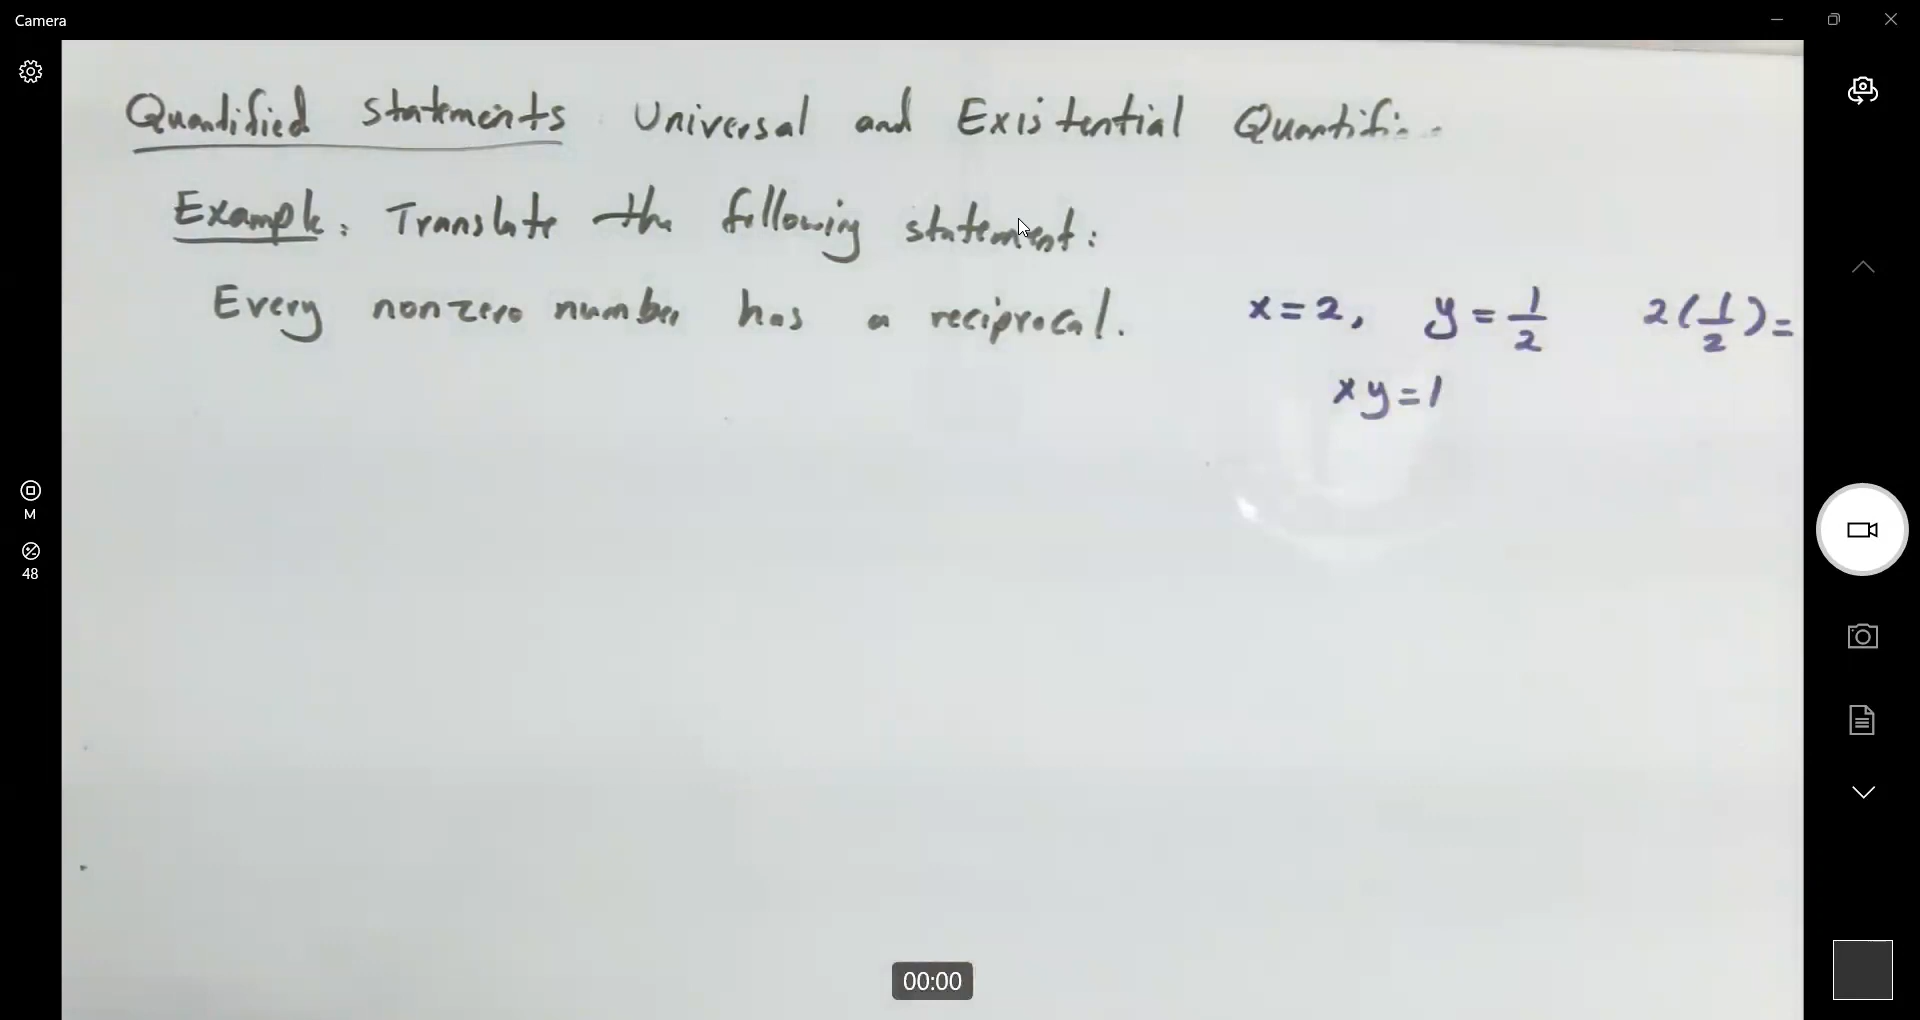 Camera
Quantified statements Universal and Existential
Example: Translate the following statement:
Every nonzero number has a reciprocal. x=2, y=1/2 2(1/2)=
xy=1
M
48
00:00